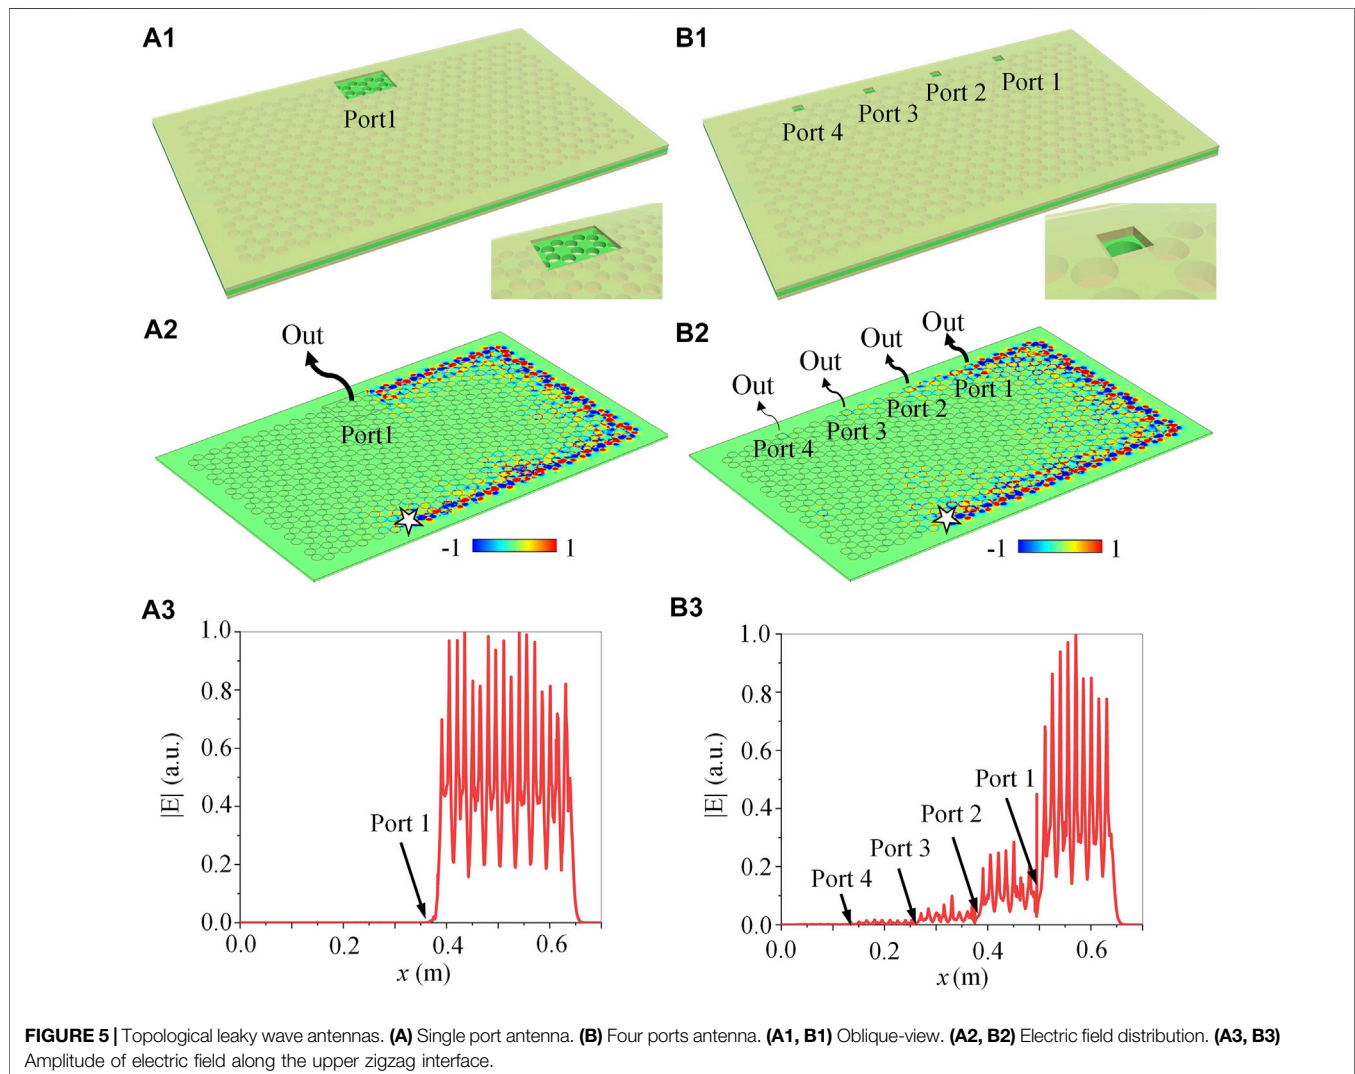 A1
Port1
B1
Port 1
Port 2
Port 3
Port 4
A2
Out
Port1
-1 1
B2
Out
Out
Out
Out
Port 1
Port 2
Port 3
Port 4
-1 1
A3
1.0
0.8
0.6
0.4
0.2
0.0
|E| (a.u.)
Port 1
0.0 0.2 0.4 0.6
x (m)
B3
1.0
0.8
0.6
0.4
0.2
0.0
|E| (a.u.)
Port 1
Port 2
Port 3
Port 4
0.0 0.2 0.4 0.6
x (m)
FIGURE 5 | Topological leaky wave antennas. (A) Single port antenna. (B) Four ports antenna. (A1, B1) Oblique-view. (A2, B2) Electric field distribution. (A3, B3)
Amplitude of electric field along the upper zigzag interface.